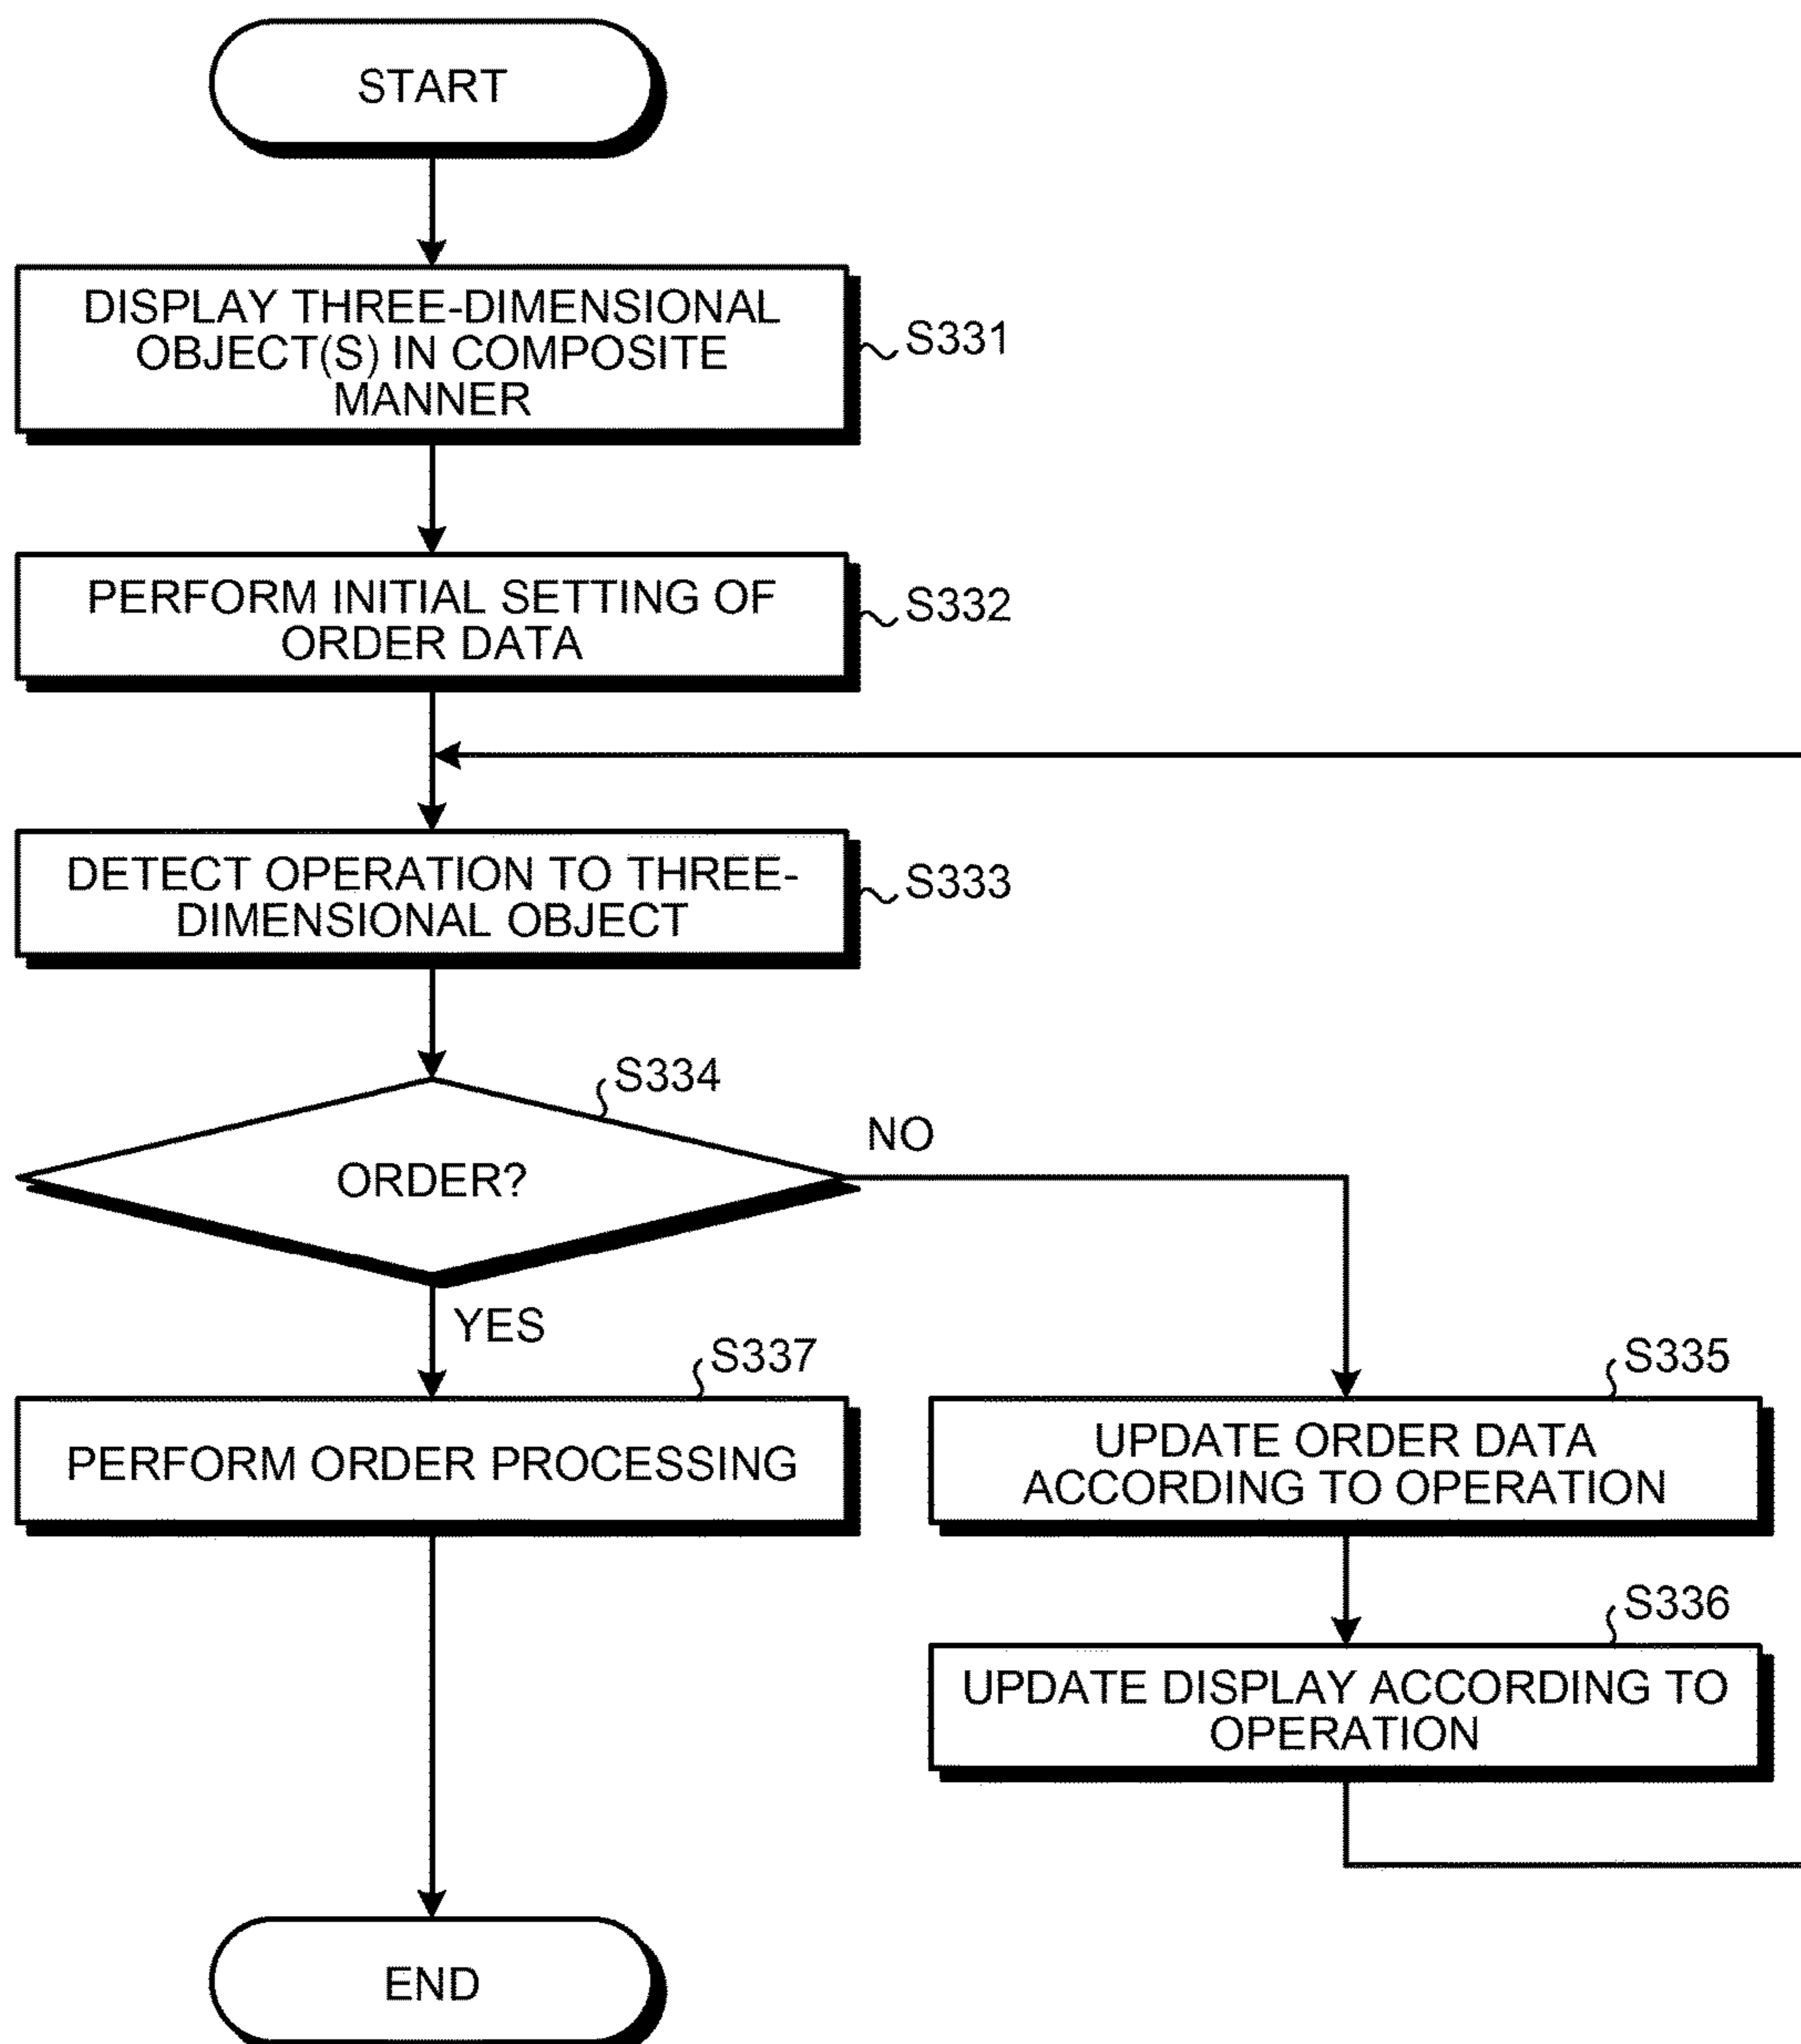 START
DISPLAY THREE-DIMENSIONAL
OBJECT(S) IN COMPOSITE
MANNER
S331
PERFORM INITIAL SETTING OF
ORDER DATA
S332
DETECT OPERATION TO THREE-
DIMENSIONAL OBJECT
S333
S334
ORDER?
NO
YES
S337
PERFORM ORDER PROCESSING
S335
UPDATE ORDER DATA
ACCORDING TO OPERATION
S336
UPDATE DISPLAY ACCORDING TO
OPERATION
END